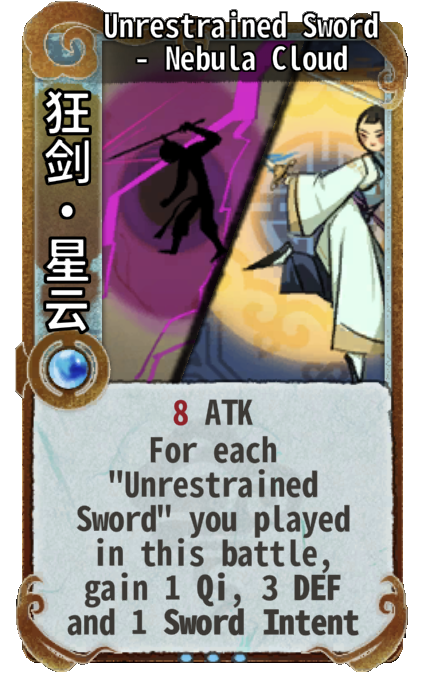 Unrestrained Sword
- Nebula Cloud
狂剑·星云
8 ATK
For each
"Unrestrained
Sword" you played
in this battle,
gain 1 Qi, 3 DEF
and 1 Sword Intent